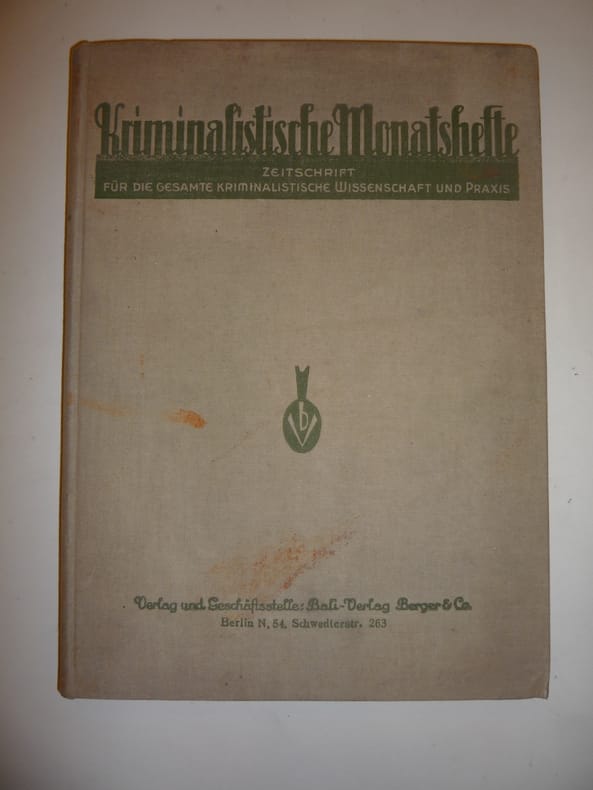 Kriminalistische Monatshefte
ZEITSCHRIFT
FÜR DIE GESAMTE KRIMINALISTISCHE WISSENSCHAFT UND PRAXIS
bV
Verlag und Geschäftsstelle: Bali-Verlag Berger & Co.
Berlin N. 54, Schwedterstr. 263